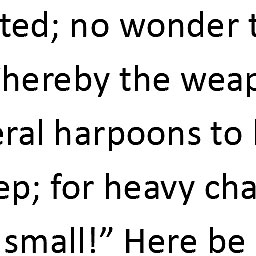 ted; no wonder t
hereby the weap
eral harpoons to
ep; for heavy cha
small!” Here be